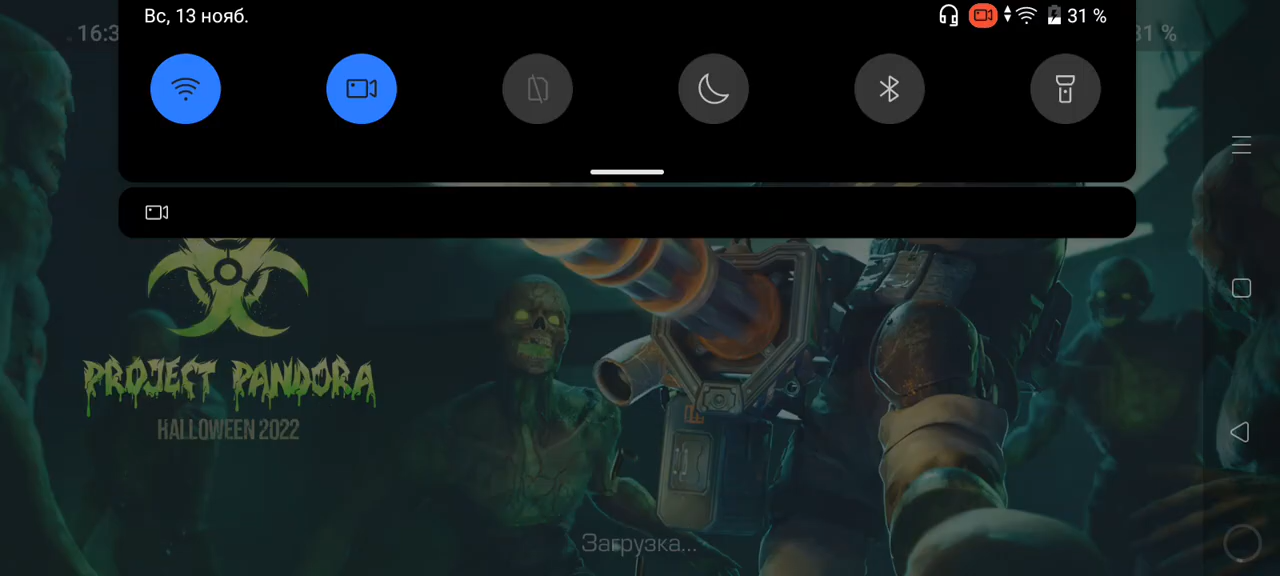 Вс, 13 нояб.
31 %
16:3
31 %
PROJECT PANDORA
HALLOWEEN 2022
Загрузка...